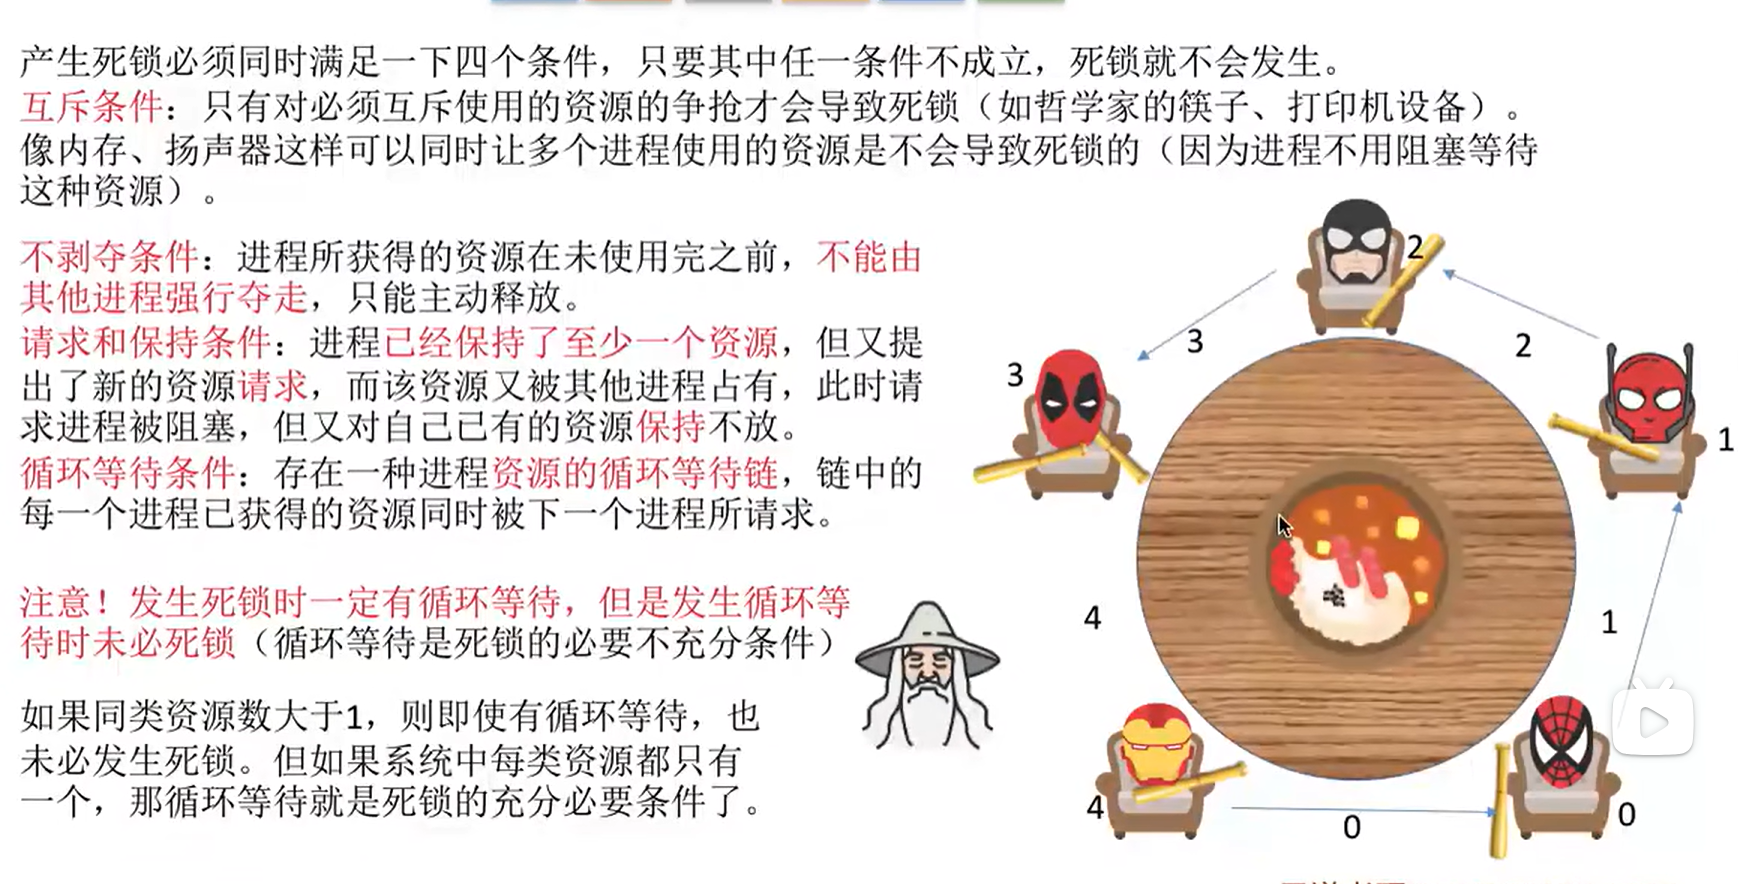 产生死锁必须同时满足一下四个条件，只要其中任一条件不成立，死锁就不会发生。
互斥条件：只有对必须互斥使用的资源的争抢才会导致死锁（如哲学家的筷子、打印机设备）。
像内存、扬声器这样可以同时让多个进程使用的资源是不会导致死锁的（因为进程不用阻塞等待
这种资源）。
不剥夺条件：进程所获得的资源在未使用完之前，不能由
其他进程强行夺走，只能主动释放。
请求和保持条件：进程已经保持了至少一个资源，但又提
出了新的资源请求，而该资源又被其他进程占有，此时请
求进程被阻塞，但又对自己已有的资源保持不放。
循环等待条件：存在一种进程资源的循环等待链，链中的
每一个进程已获得的资源同时被下一个进程所请求。
注意！发生死锁时一定有循环等待，但是发生循环等
待时未必死锁（循环等待是死锁的必要不充分条件）
如果同类资源数大于1，则即使有循环等待，也
未必发生死锁。但如果系统中每类资源都只有
一个，那循环等待就是死锁的充分必要条件了。
2
3
2
3
1
4
1
4
0
0